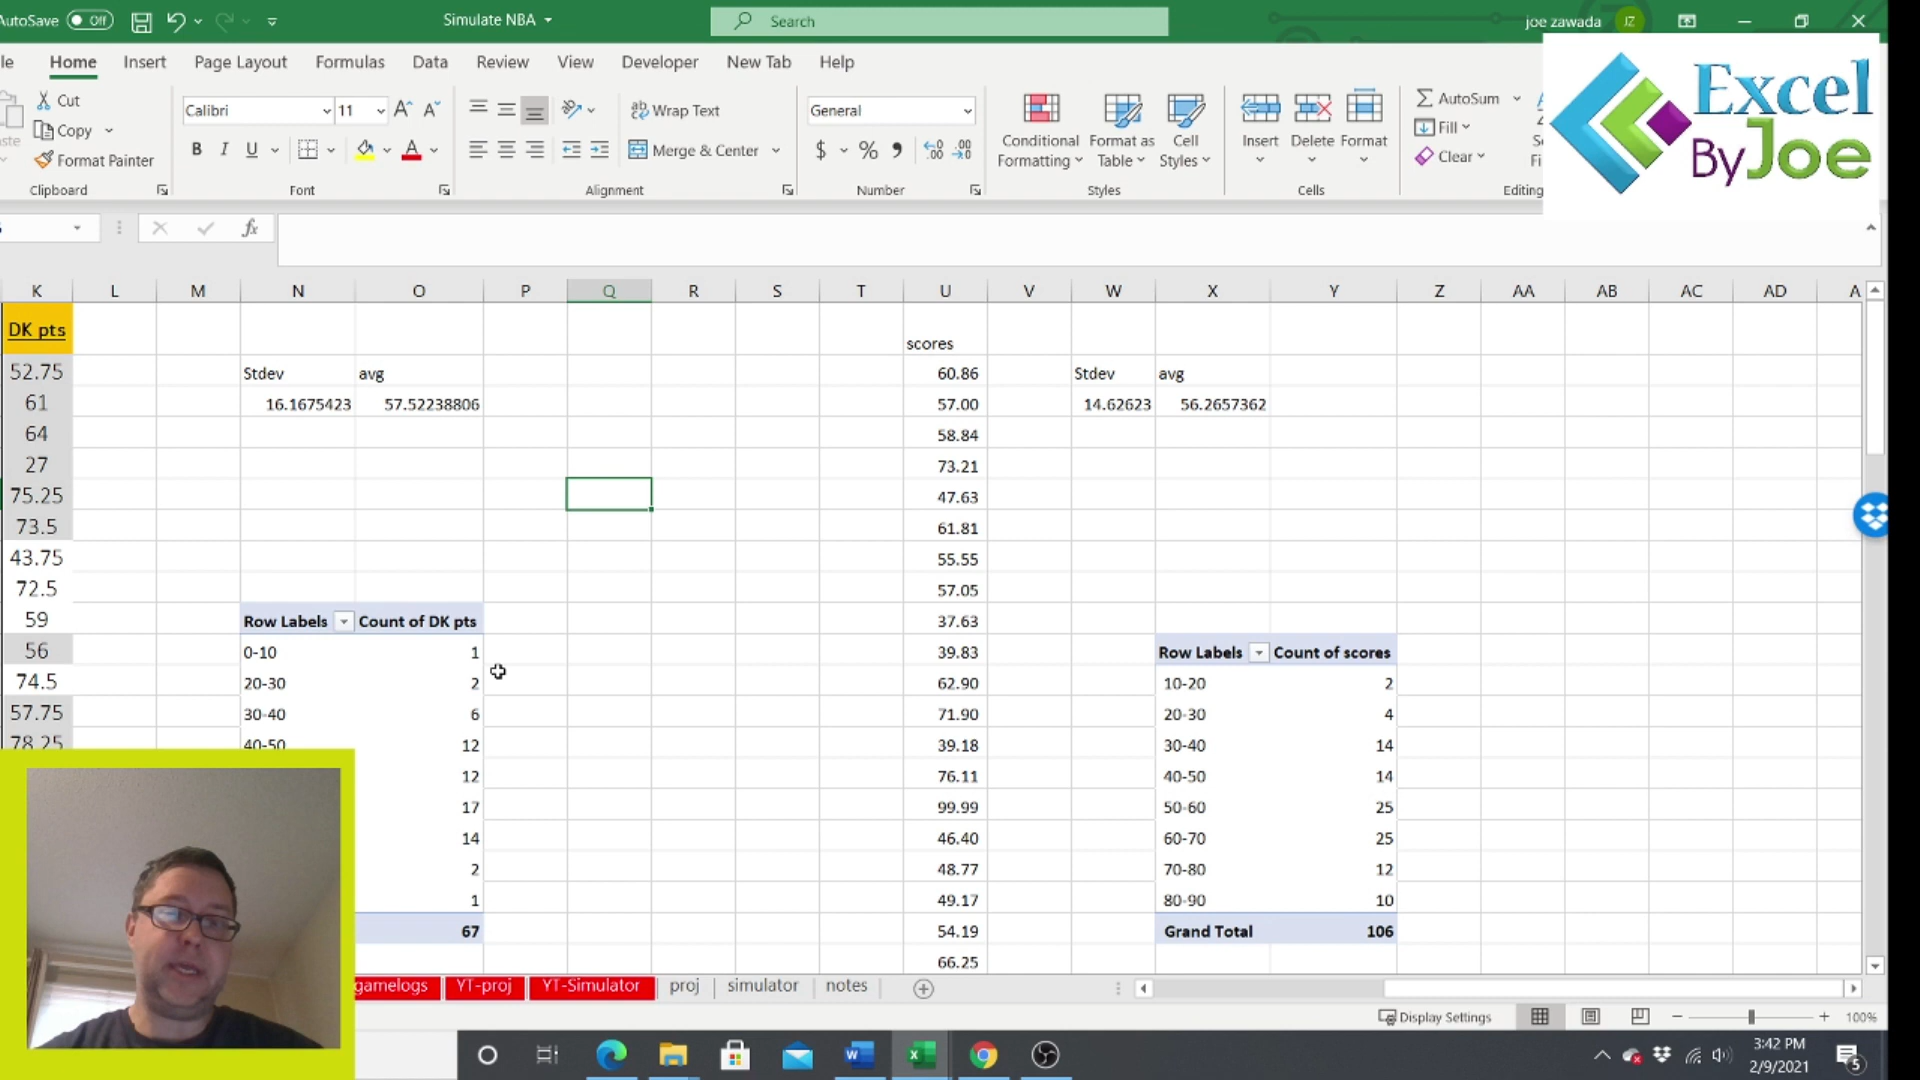 AutoSave Off Simulate NBA Search joe zawada JZ
Home Insert Page Layout Formulas Data Review View Developer New Tab Help
Cut
Copy
Format Painter
Clipboard
Calibri 11
B I U
Font
Wrap Text
Merge & Center
Alignment
General
$ % 9
Number
Conditional Formatting
Format as Table
Cell Styles
Styles
Insert Delete Format
Cells
AutoSum
Fill
Clear
Editing
Excel
ByJoe
fx
K L M N O P Q R S T U V W X Y Z AA AB AC AD A
DK pts scores
52.75 Stdev avg 60.86 Stdev avg
61 16.1675423 57.52238806 57.00 14.62623 56.2657362
64 58.84
27 73.21
75.25 47.63
73.5 61.81
43.75 55.55
72.5 57.05
59 Row Labels Count of DK pts 37.63
56 0-10 1 39.83 Row Labels Count of scores
74.5 20-30 2 62.90 10-20 2
57.75 30-40 6 71.90 20-30 4
78.25 40-50 12 39.18 30-40 14
12 76.11 40-50 14
17 99.99 50-60 25
14 46.40 60-70 25
2 48.77 70-80 12
1 49.17 80-90 10
67 54.19 Grand Total 106
66.25
gamelogs YT-proj YT-Simulator proj simulator notes
Display Settings 100%
3:42 PM
2/9/2021
5